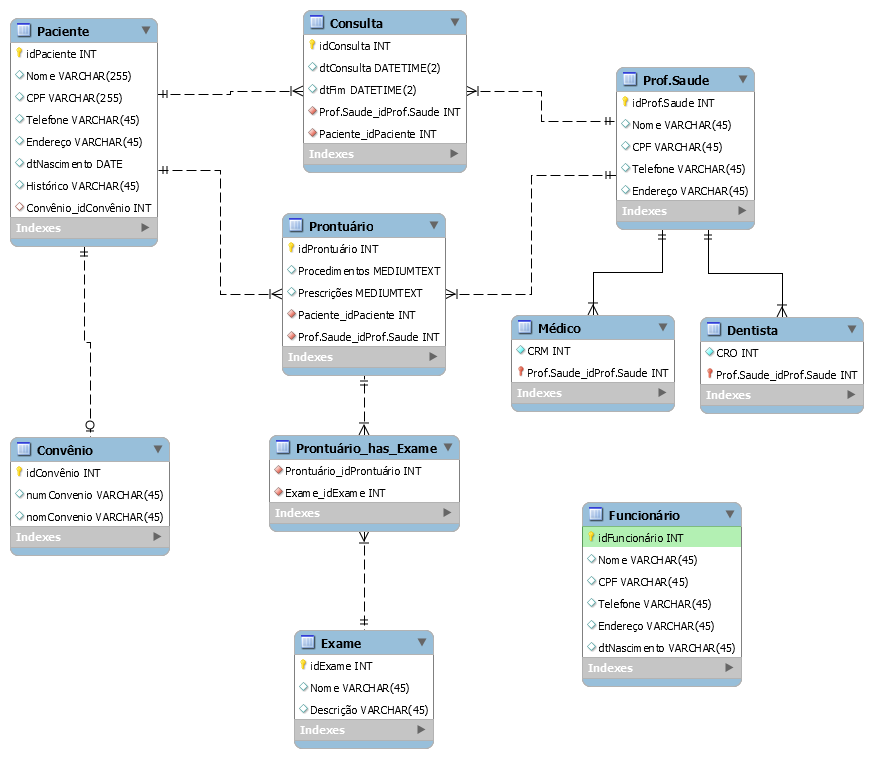 Paciente
idPaciente INT
Nome VARCHAR(255)
CPF VARCHAR(255)
Telefone VARCHAR(45)
Endereço VARCHAR(45)
dtNascimento DATE
Histórico VARCHAR(45)
Convênio_idConvênio INT
Indexes
Consulta
idConsulta INT
dtConsulta DATETIME(2)
dtFim DATETIME(2)
Prof.Saude_idProf.Saude INT
Paciente_idPaciente INT
Indexes
Prof.Saude
idProf.Saude INT
Nome VARCHAR(45)
CPF VARCHAR(45)
Telefone VARCHAR(45)
Endereço VARCHAR(45)
Indexes
Prontuário
idProntuário INT
Procedimentos MEDIUMTEXT
Prescrições MEDIUMTEXT
Paciente_idPaciente INT
Prof.Saude_idProf.Saude INT
Indexes
Médico
CRM INT
Prof.Saude_idProf.Saude INT
Indexes
Dentista
CRO INT
Prof.Saude_idProf.Saude INT
Indexes
Convênio
idConvênio INT
numConvenio VARCHAR(45)
nomConvenio VARCHAR(45)
Indexes
Prontuário_has_Exame
Prontuário_idProntuário INT
Exame_idExame INT
Indexes
Funcionário
idFuncionário INT
Nome VARCHAR(45)
CPF VARCHAR(45)
Telefone VARCHAR(45)
Endereço VARCHAR(45)
dtNascimento VARCHAR(45)
Indexes
Exame
idExame INT
Nome VARCHAR(45)
Descrição VARCHAR(45)
Indexes